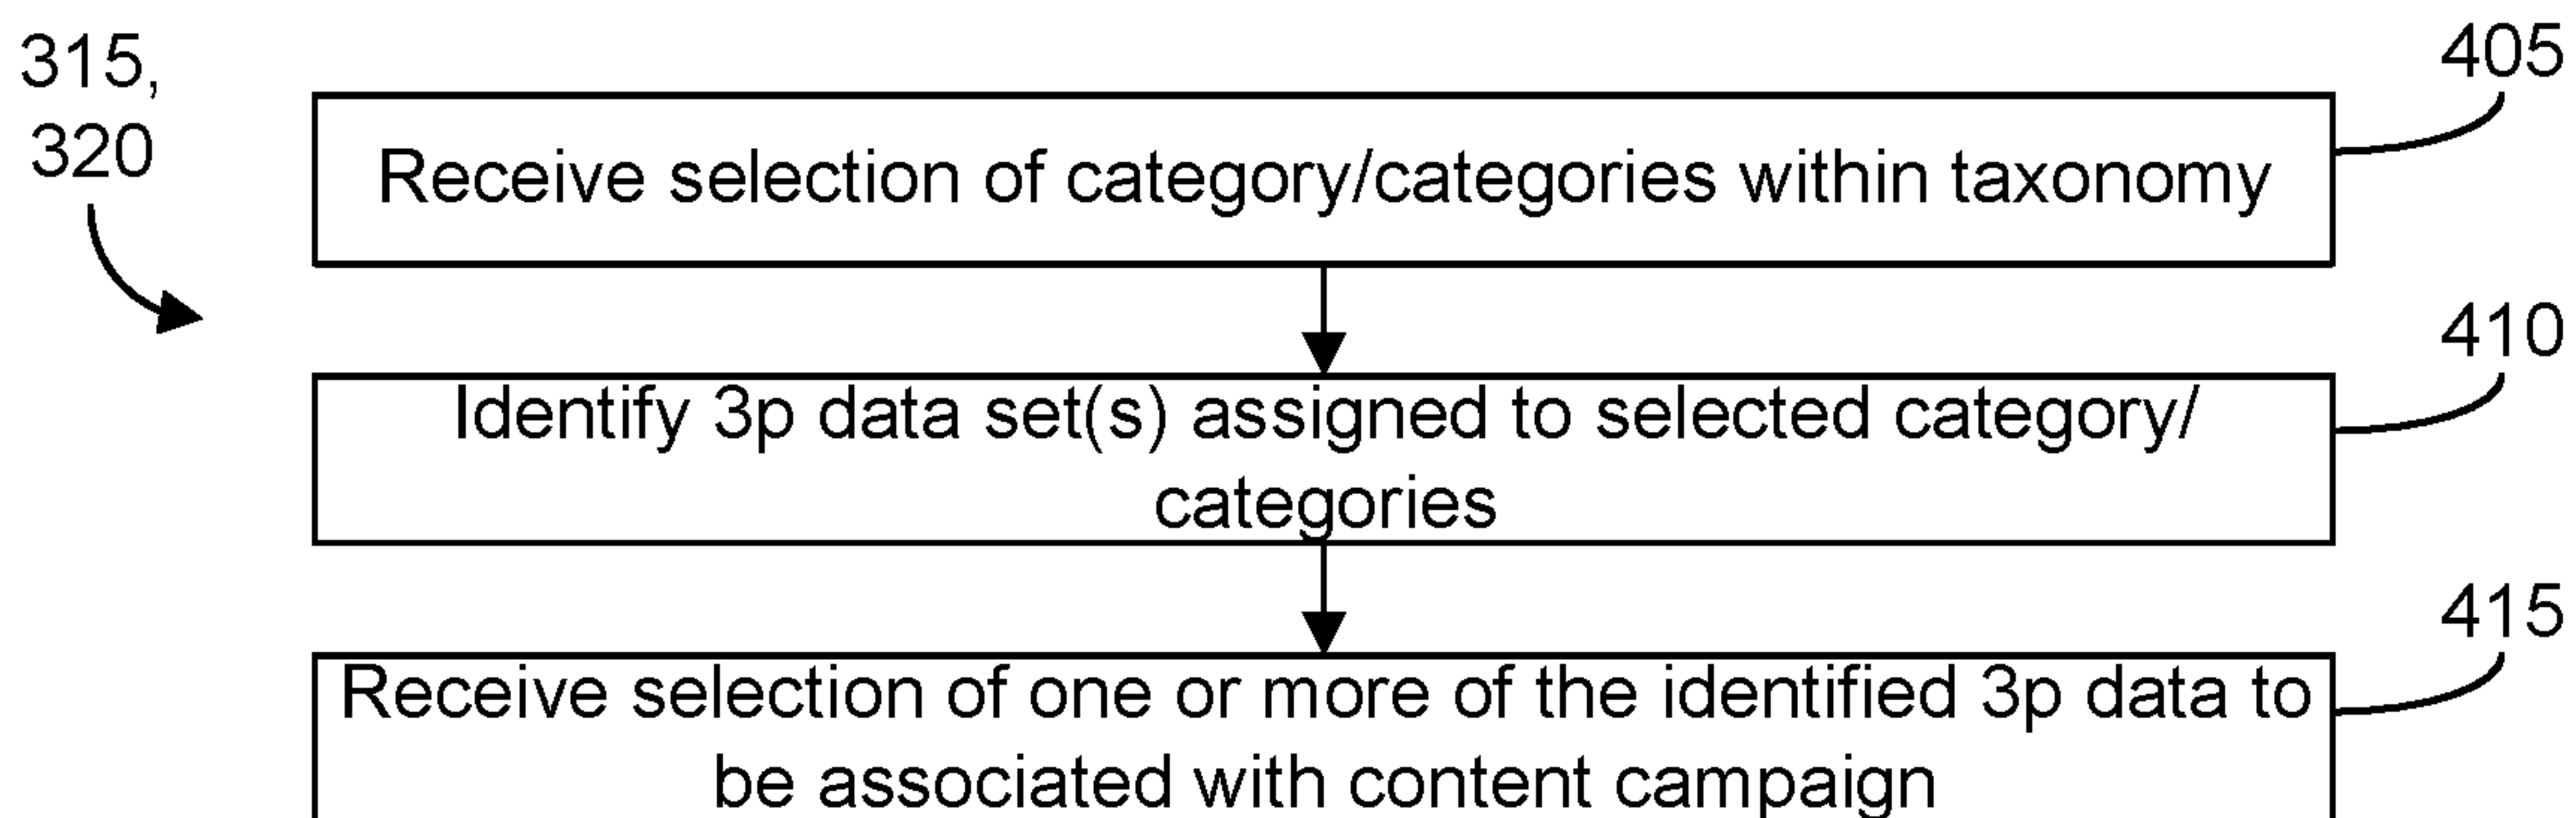 315,
320
405
Receive selection of category/categories within taxonomy
410
Identify 3p data set(s) assigned to selected category/
categories
415
Receive selection of one or more of the identified 3p data to
be associated with content campaign